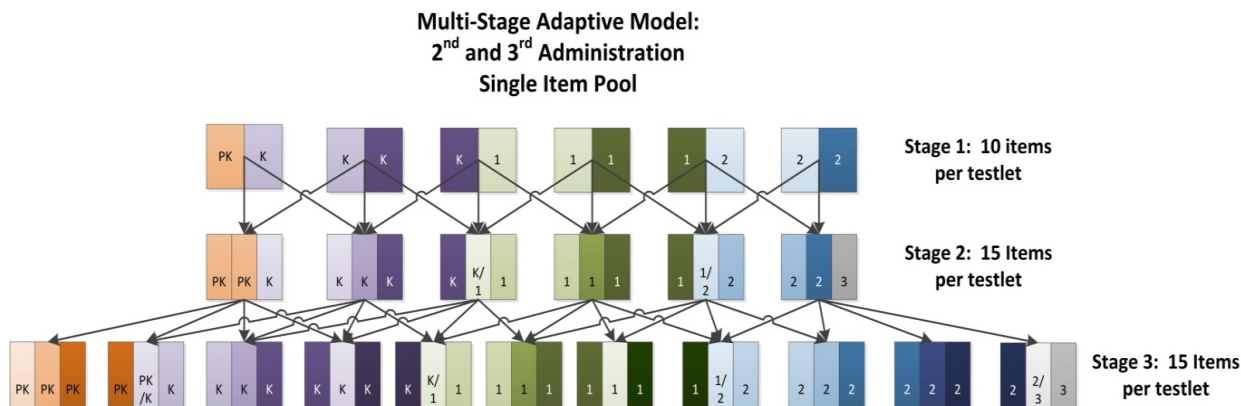 Multi-Stage Adaptive Model:
2nd and 3rd Administration
Single Item Pool
PK K K K K 1 1 1 1 2 2 2
Stage 1: 10 items
per testlet
PK PK K K K K K K/1 1 1 1 1 1 1/2 2 2 2 3
Stage 2: 15 Items
per testlet
PK PK PK PK PK/K K K K K K K K K K/1 1 1 1 1 1 1 1 1 1/2 2 2 2 2 2 2 2 2 2/3 3
Stage 3: 15 Items
per testlet